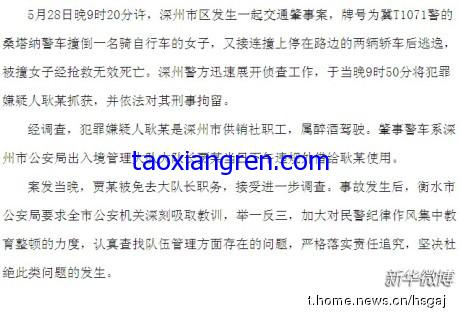 5月28日晚9时20分许，深州市区发生一起交通肇事案，牌号为冀T1071警的
桑塔纳警车撞倒一名骑自行车的女子，又接连撞上停在路边的两辆轿车后逃逸，
被撞女子经抢救无效死亡。深州警方迅速展开侦查工作，于当晚9时50分将犯罪
嫌疑人耿某抓获，并依法对其刑事拘留。
经调查，犯罪嫌疑人耿某是深州市供销社职工，属醉酒驾驶。肇事警车系深
州市公安局出入境管理 贾某当日下午违规外借给耿某使用。
taoxiangren.com
案发当晚，贾某被免去大队长职务，接受进一步调查。事故发生后，衡水市
公安局要求全市公安机关深刻吸取教训，举一反三，加大对民警纪律作风集中教
育整顿的力度，认真查找队伍管理方面存在的问题，严格落实责任追究，坚决杜
绝此类问题的发生。
新华微博
t.home.news.cn/hsgaj